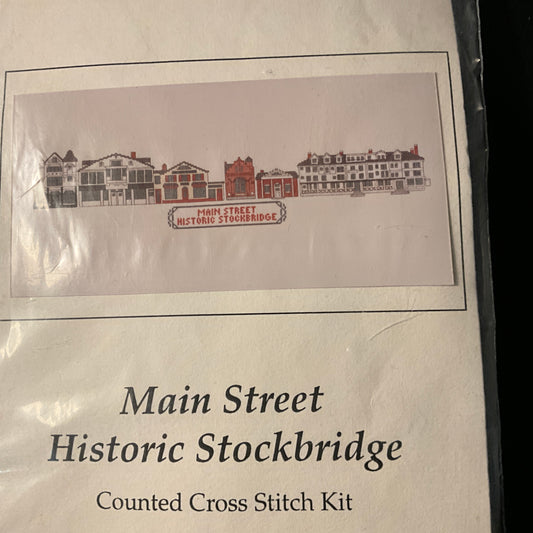 MAIN STREET
HISTORIC STOCKBRIDGE
Main Street
Historic Stockbridge
Counted Cross Stitch Kit